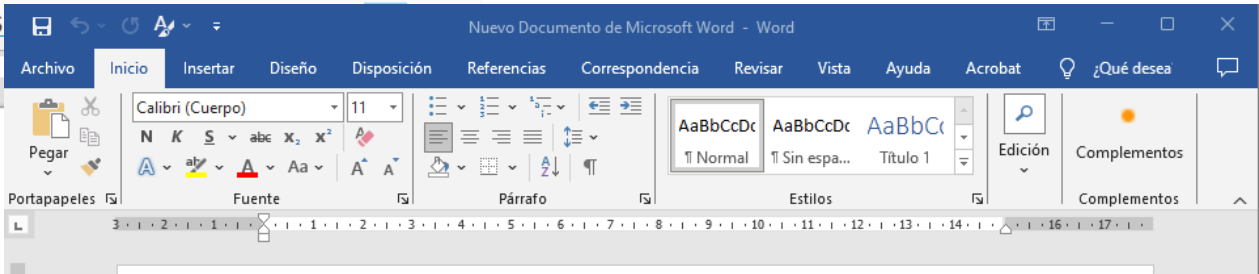 Nuevo Documento de Microsoft Word - Word
Archivo Inicio Insertar Diseño Disposición Referencias Correspondencia Revisar Vista Ayuda Acrobat ¿Qué desea
Calibri (Cuerpo) 11
N K S abc X₂ X²
Aa A A
Pegar
AaBbCcDc AaBbCcDc AaBbC
¶ Normal ¶ Sin espa... Título 1
Edición
Complementos
Portapapeles Fuente Párrafo Estilos Complementos
3 2 1 1 2 3 4 5 6 7 8 9 10 11 12 13 14 16 17